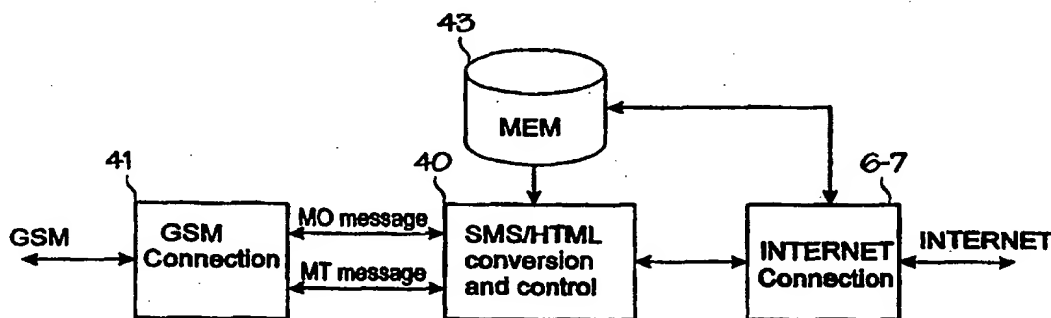 43
MEM
41
40
6-7
GSM
GSM
Connection
MO message
MT message
SMS/HTML
conversion
and control
INTERNET
Connection
INTERNET